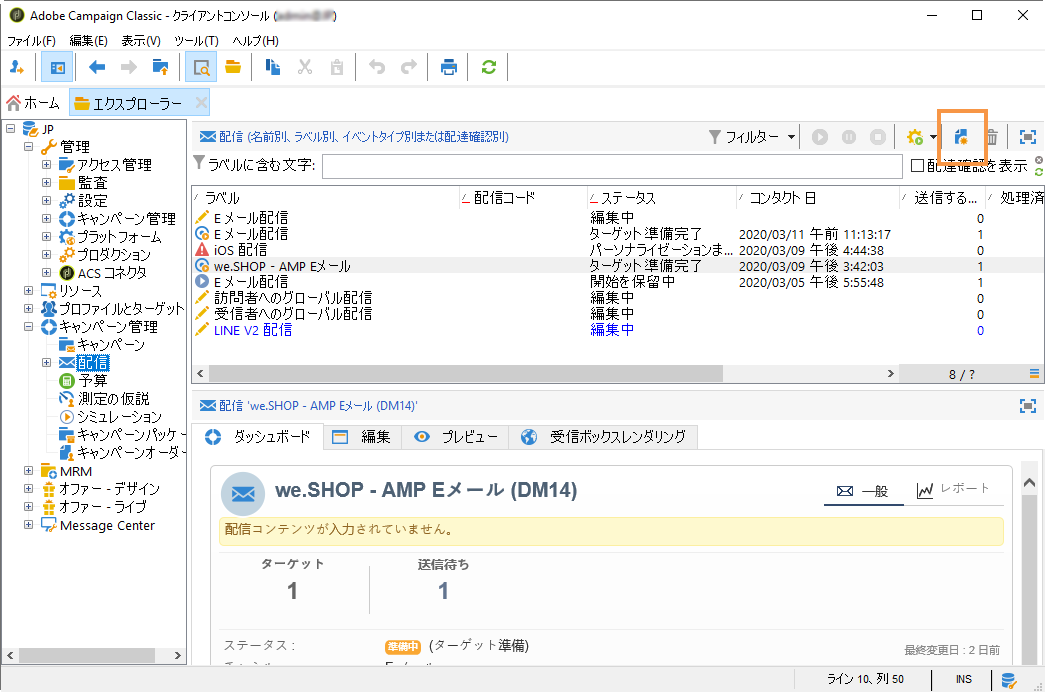 Adobe Campaign Classic - クライアントコンソール (
ファイル(F) 編集(E) 表示(V) ツール(T) ヘルプ(H)
ホーム エクスプローラー
JP
管理
アクセス管理
監査
設定
キャンペーン管理
プラットフォーム
プロダクション
ACS コネクタ
リソース
プロファイルとターゲット
キャンペーン管理
キャンペーン
配信
予算
測定の仮説
シミュレーション
キャンペーンパッケー
キャンペーンオーダー
MRM
オファー - デザイン
オファー - ライブ
Message Center
配信 (名前別、ラベル別、イベントタイプ別または配達確認別) フィルター
ラベルに含む文字: 配達確認を表示
ラベル 配信コード ステータス コンタクト日 送信する... 処理済
E メール配信 編集中 0
E メール配信 ターゲット準備完了 2020/03/11 午前 11:13:17 1
iOS 配信 パーソナライゼーションま... 2020/03/09 午後 4:44:38 0
we.SHOP - AMP Eメール ターゲット準備完了 2020/03/09 午後 3:42:03 1
E メール配信 開始を保留中 2020/03/05 午後 5:55:48 1
訪問者へのグローバル配信 編集中 0
受信者へのグローバル配信 編集中 0
LINE V2 配信 編集中 0
8 / ?
配信 'we.SHOP - AMP Eメール (DM14)'
ダッシュボード 編集 プレビュー 受信ボックスレンダリング
we.SHOP - AMP Eメール (DM14) 一般 レポート
配信コンテンツが入力されていません。
ターゲット 送信待ち
1 1
ステータス : 準備中 (ターゲット準備) 最終変更日 : 2 日前
ライン 10、列 50 INS